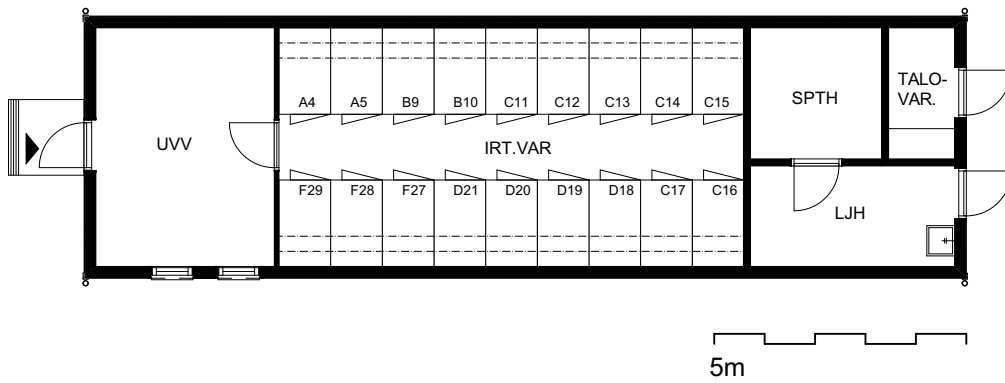 A4 A5 B9 B10 C11 C12 C13 C14 C15
SPTH
TALO-
VAR.
UVV
IRT.VAR
F29 F28 F27 D21 D20 D19 D18 C17 C16
LJH
5m